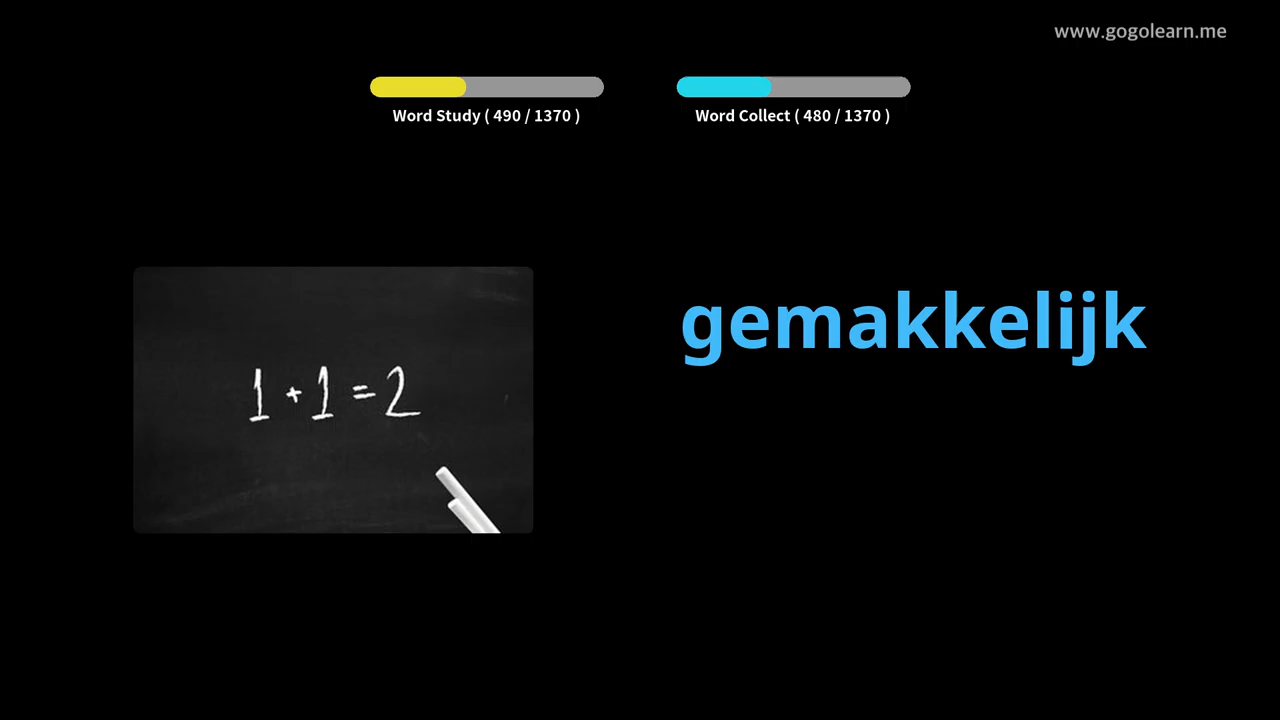 www.gogolearn.me
Word Study ( 490 / 1370 )
Word Collect ( 480 / 1370 )
gemakkelijk
1 + 1 = 2